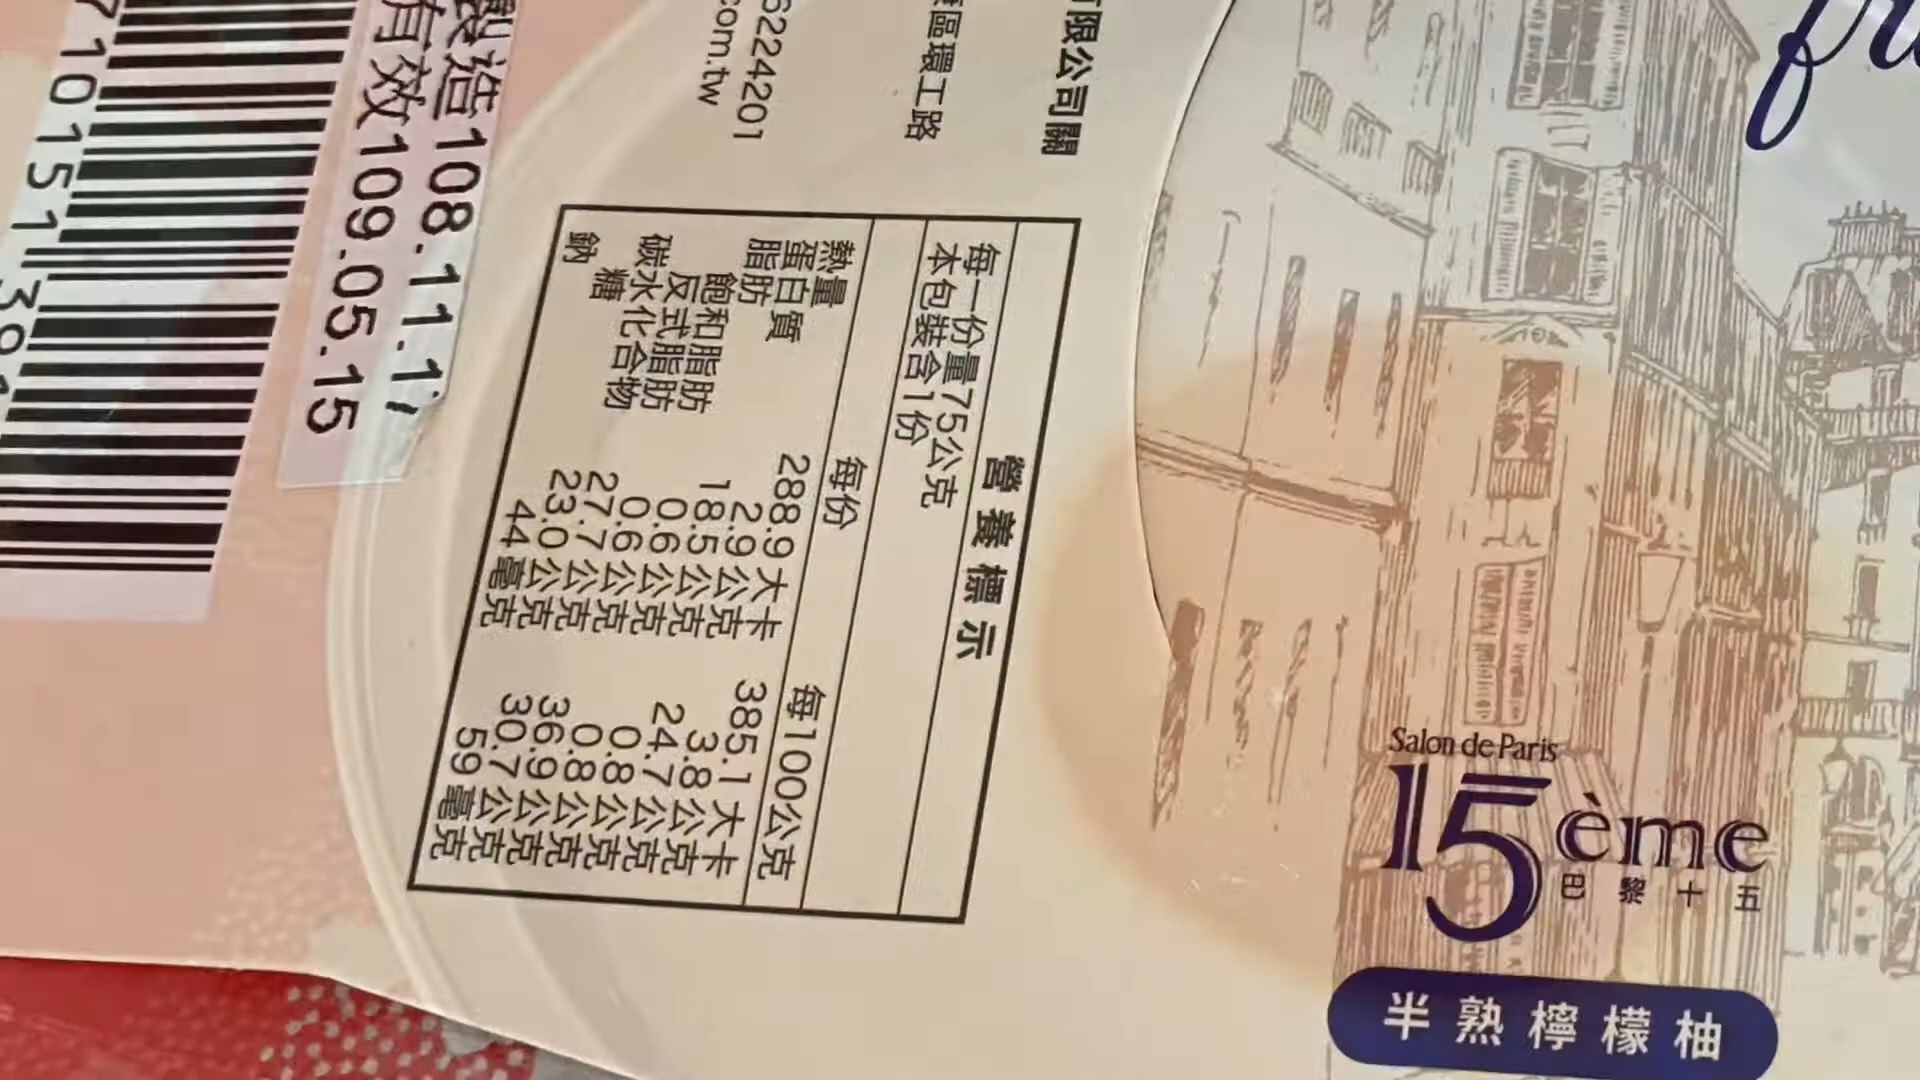 有限公司關
區環工路
6224201
com.tw
營養標示
每一份量75公克
本包裝含1份
每份 每100公克
熱量 288.9大卡 385.1大卡
蛋白質 2.9公克 3.8公克
脂肪 18.5公克 24.7公克
飽和脂肪 0.6公克 0.8公克
反式脂肪 0.6公克 0.8公克
碳水化合物 27.7公克 36.9公克
糖 23.0公克 30.7公克
鈉 44毫克 59毫克
製造108.11.17
有效109.05.15
7101513
Salon de Paris
15ème
巴黎十五
半熟檸檬柚